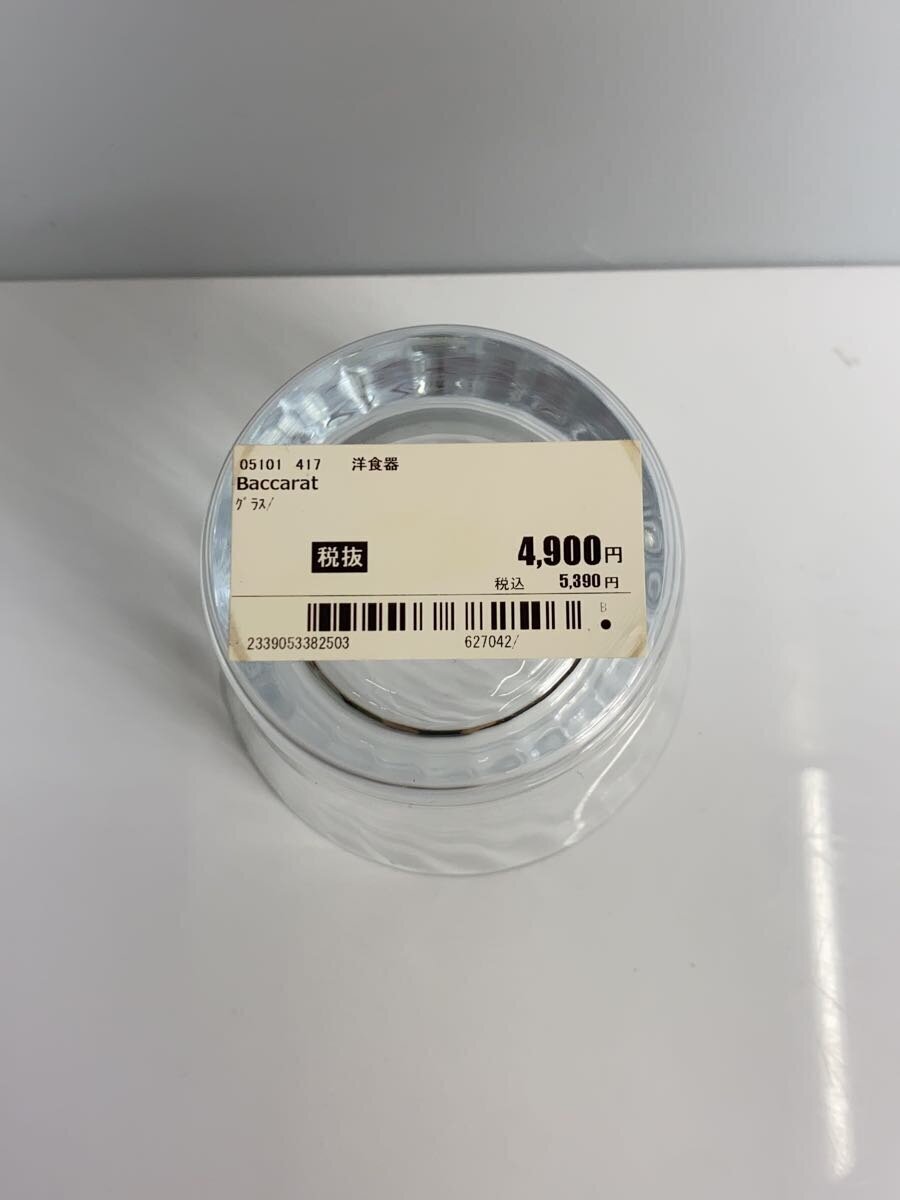 05101 417 洋食器
Baccarat
ｸﾞﾗｽ/
税抜 4,900円
税込 5,390円
B
2339053382503 627042/